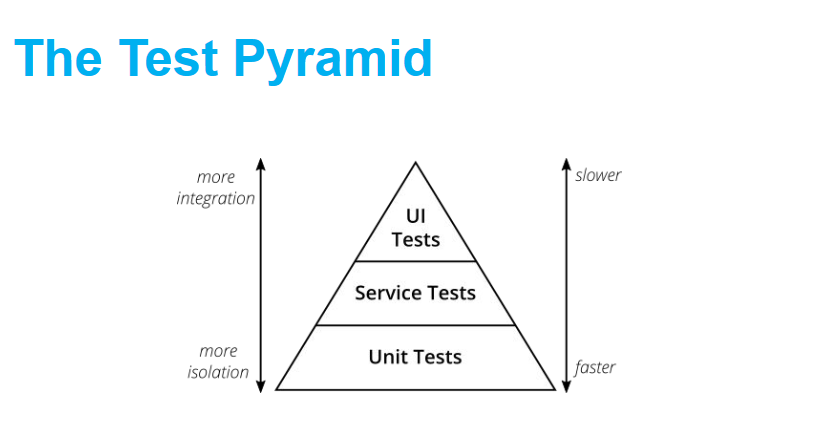 The Test Pyramid
more
integration
slower
UI
Tests
Service Tests
Unit Tests
more
isolation
faster